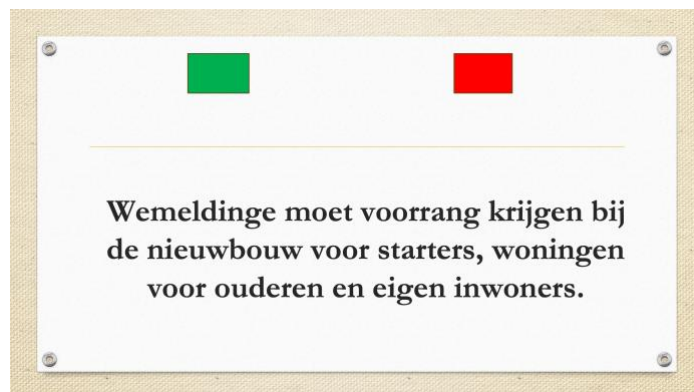 Wemeldinge moet voorrang krijgen bij
de nieuwbouw voor starters, woningen
voor ouderen en eigen inwoners.